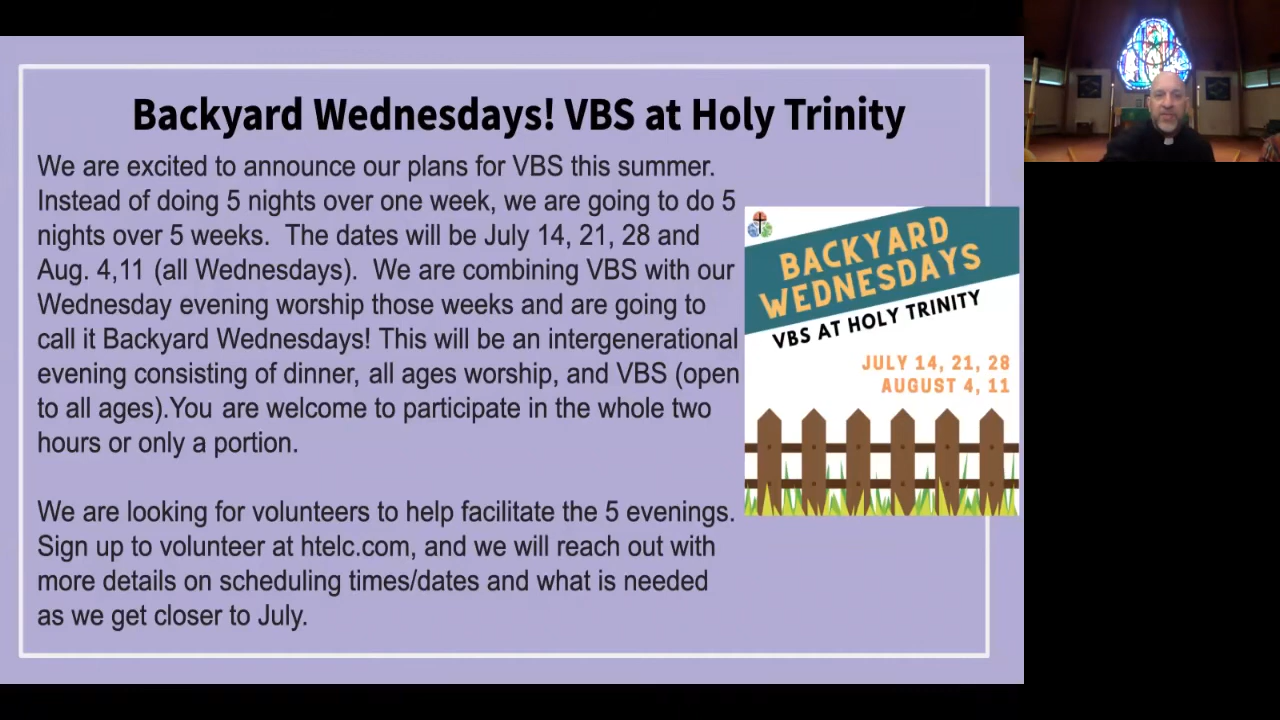 Backyard Wednesdays! VBS at Holy Trinity
We are excited to announce our plans for VBS this summer.
Instead of doing 5 nights over one week, we are going to do 5
nights over 5 weeks.  The dates will be July 14, 21, 28 and
Aug. 4,11 (all Wednesdays).  We are combining VBS with our
Wednesday evening worship those weeks and are going to
call it Backyard Wednesdays! This will be an intergenerational
evening consisting of dinner, all ages worship, and VBS (open
to all ages).You are welcome to participate in the whole two
hours or only a portion.
We are looking for volunteers to help facilitate the 5 evenings.
Sign up to volunteer at htelc.com, and we will reach out with
more details on scheduling times/dates and what is needed
as we get closer to July.
BACKYARD
WEDNESDAYS
VBS AT HOLY TRINITY
JULY 14, 21, 28
AUGUST 4, 11